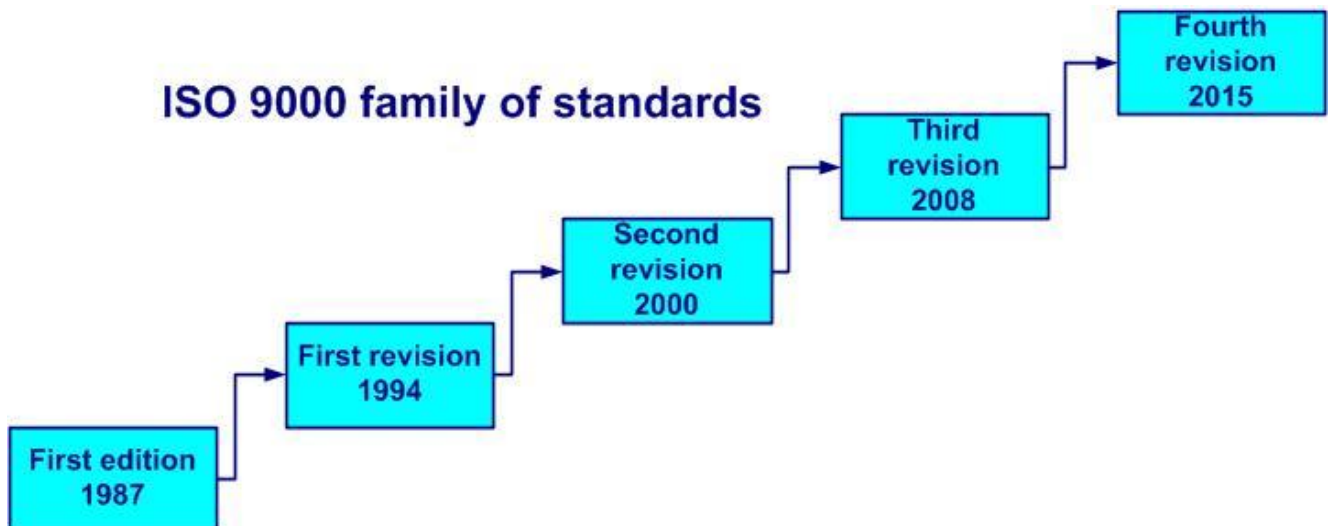 ISO 9000 family of standards
First edition
1987
First revision
1994
Second
revision
2000
Third
revision
2008
Fourth
revision
2015